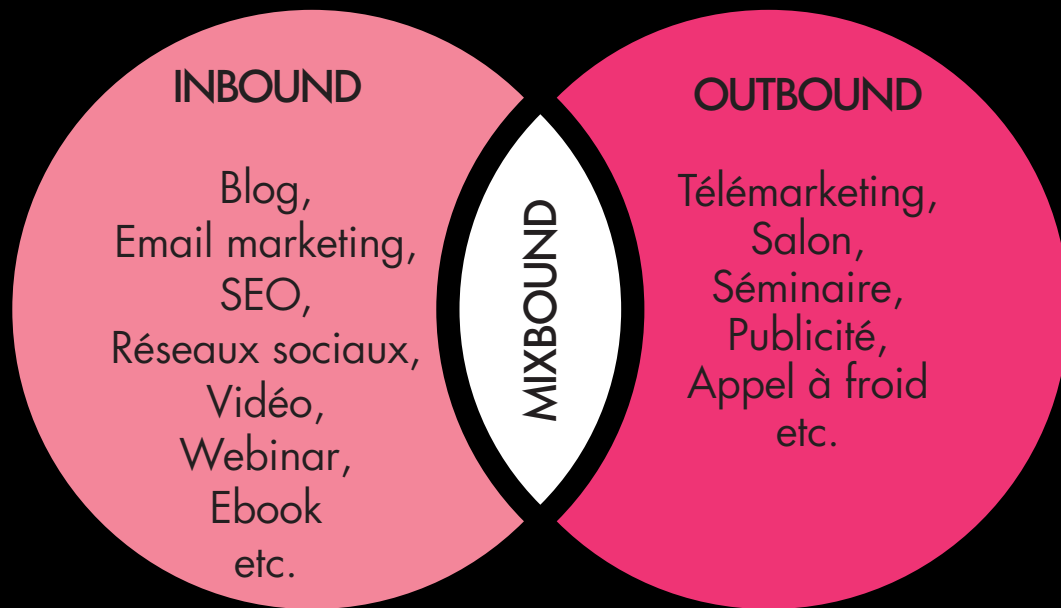 INBOUND
Blog,
Email marketing,
SEO,
Réseaux sociaux,
Vidéo,
Webinar,
Ebook
etc.
MIXBOUND
OUTBOUND
Télémarketing,
Salon,
Séminaire,
Publicité,
Appel à froid
etc.